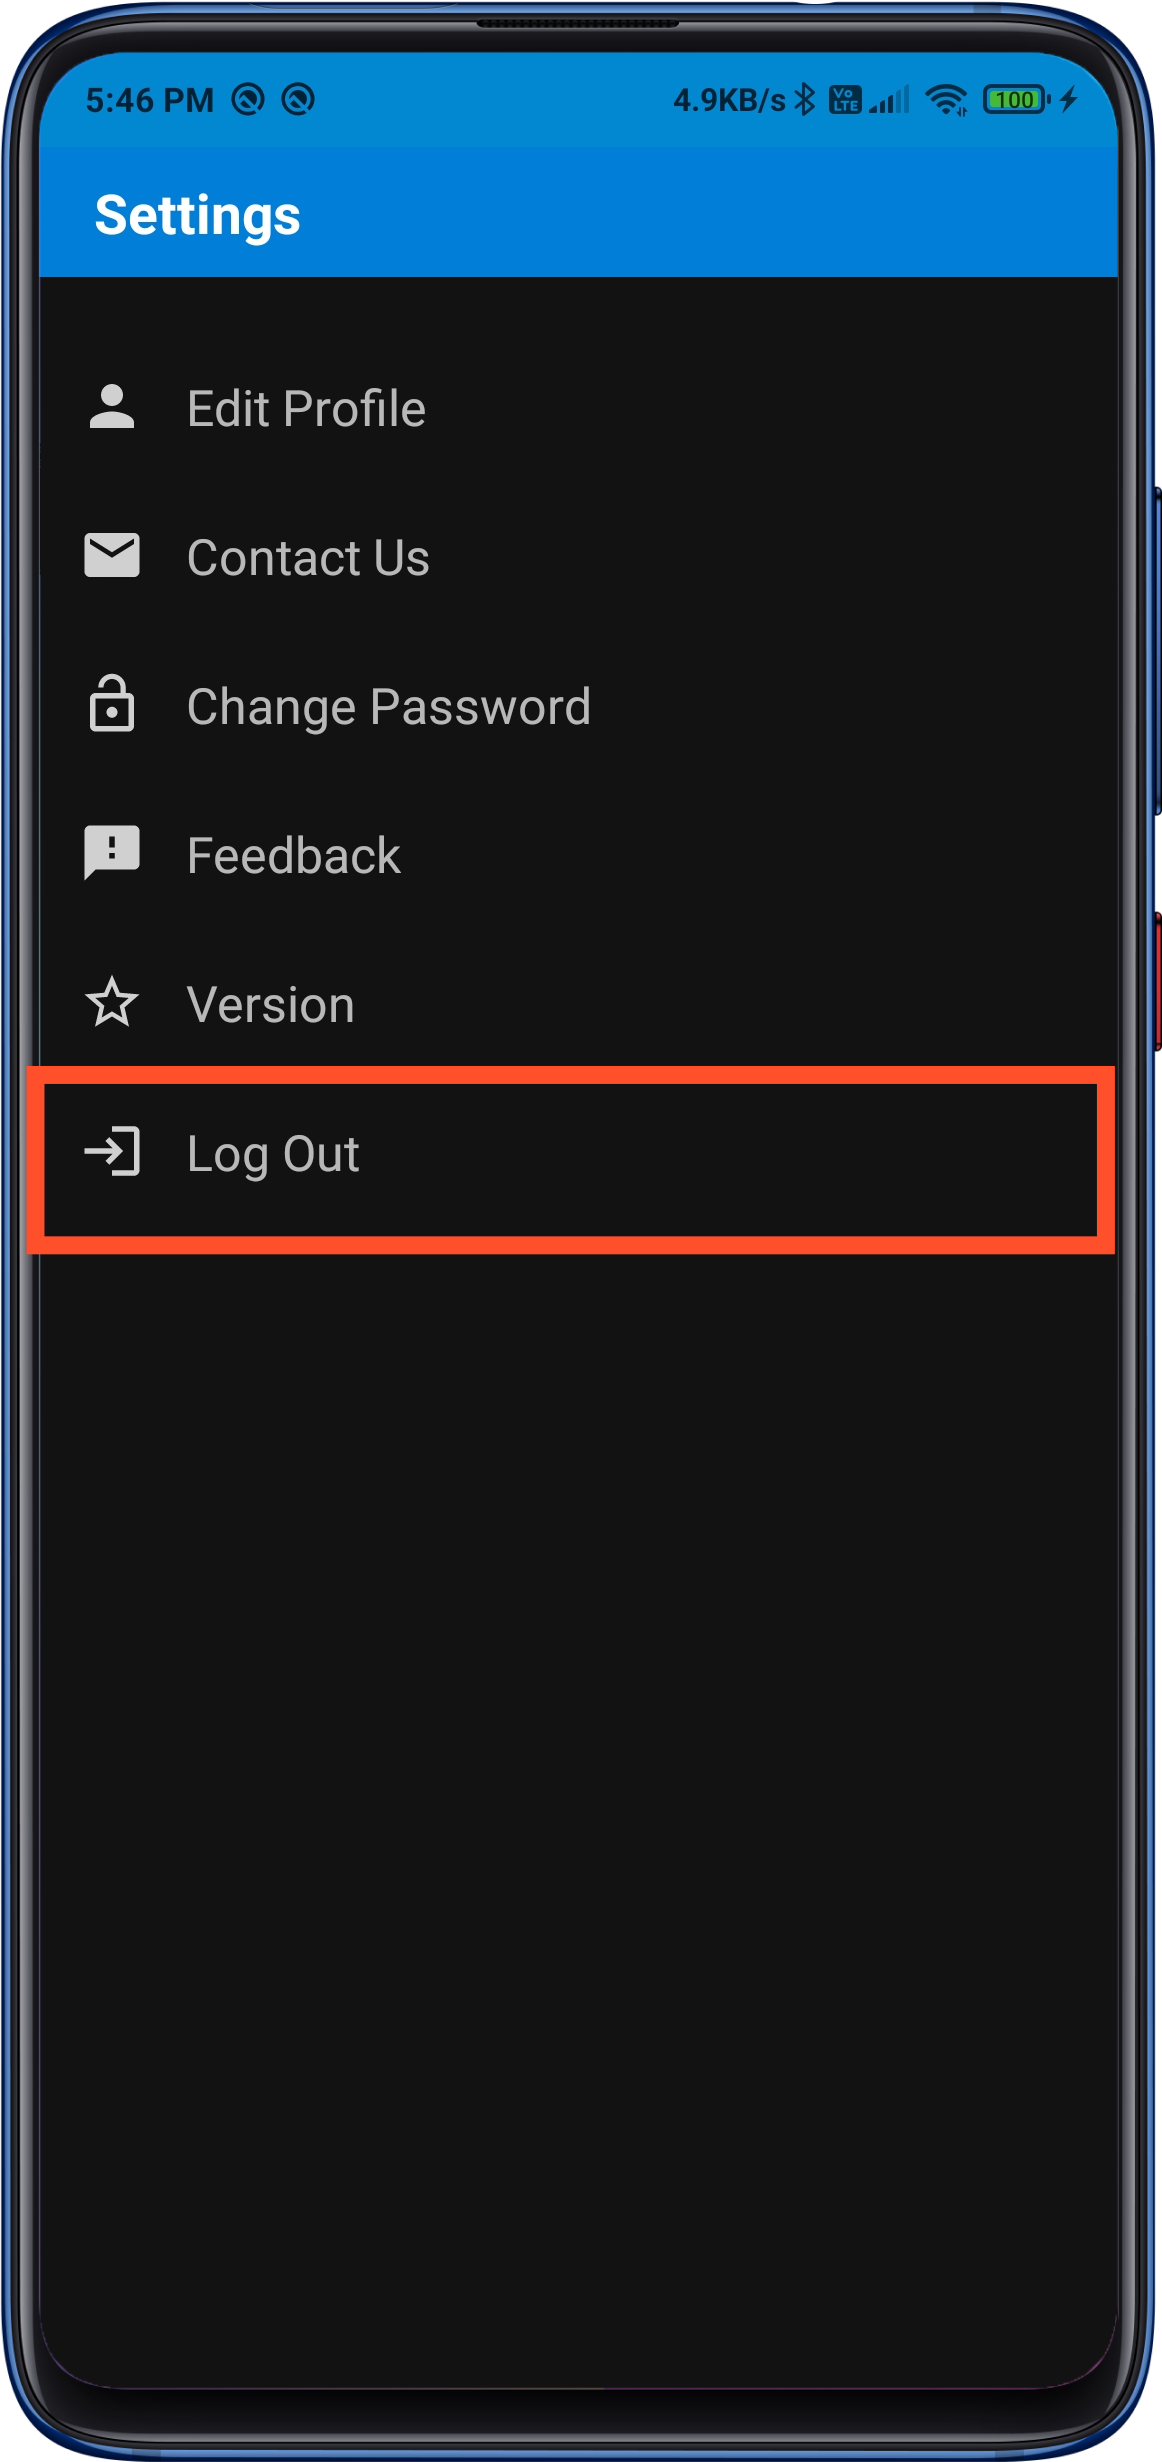 5:46 PM 4.9KB/s Vo LTE 100
Settings
Edit Profile
Contact Us
Change Password
Feedback
Version
Log Out